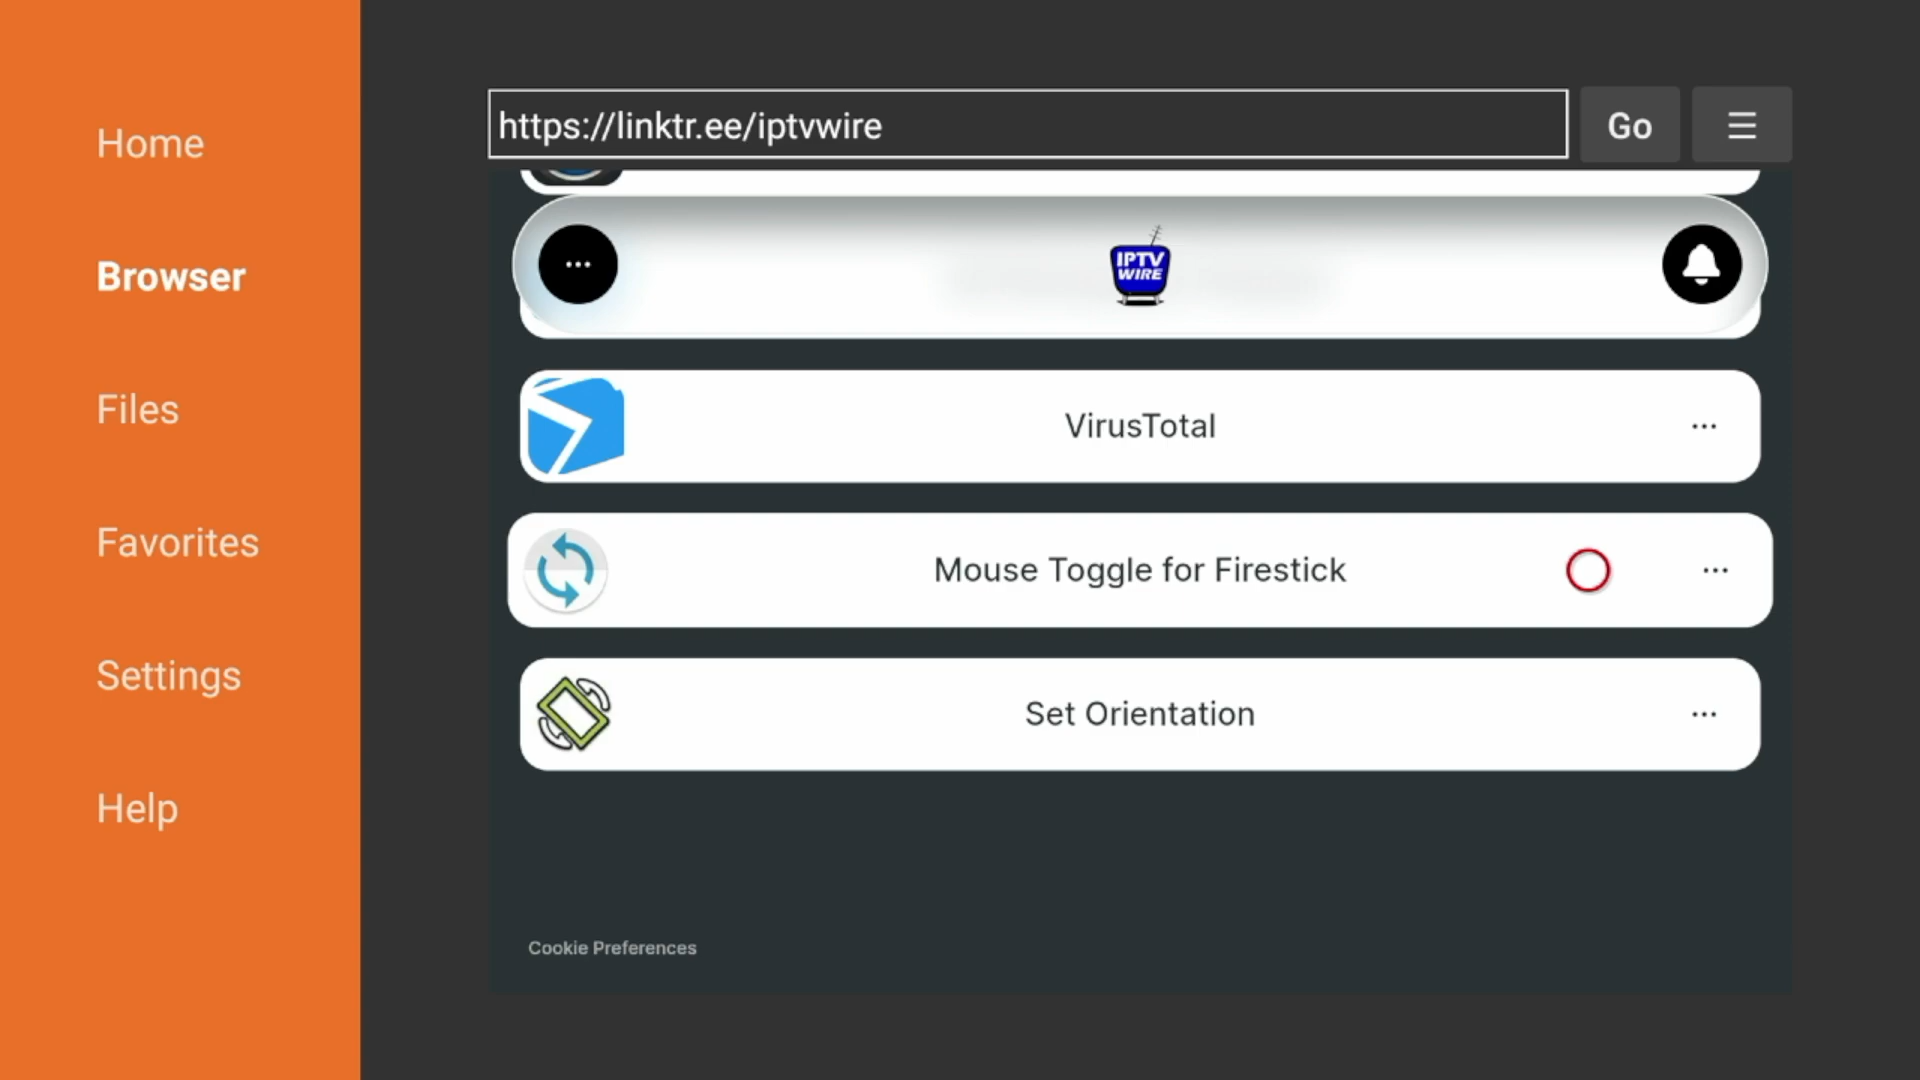 Home
Browser
Files
Favorites
Settings
Help
https://linktr.ee/iptvwire
Go
IPTV
WIRE
VirusTotal
Mouse Toggle for Firestick
Set Orientation
Cookie Preferences